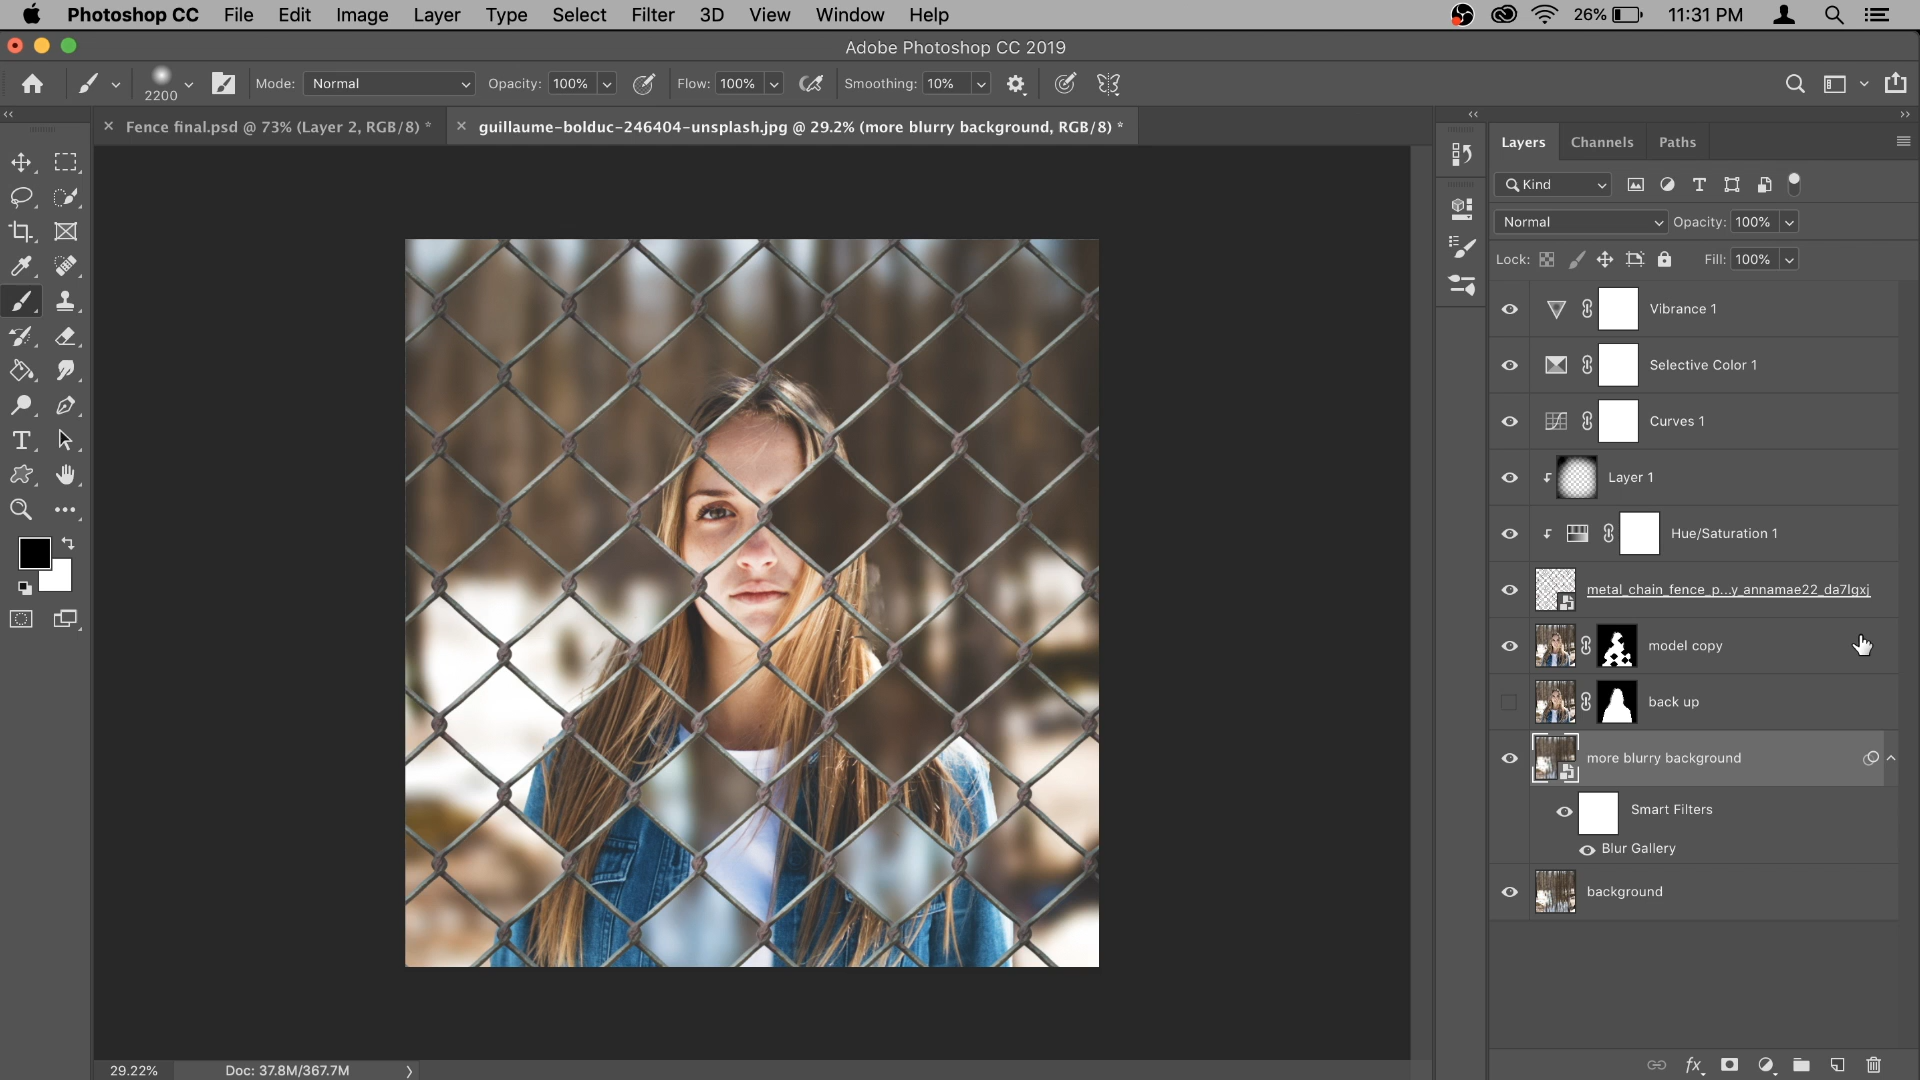 Photoshop CC File Edit Image Layer Type Select Filter 3D View Window Help 26% 11:31 PM
Adobe Photoshop CC 2019
2200 Mode: Normal Opacity: 100% Flow: 100% Smoothing: 10%
Fence final.psd @ 73% (Layer 2, RGB/8) *
guillaume-bolduc-246404-unsplash.jpg @ 29.2% (more blurry background, RGB/8) *
Layers Channels Paths
Kind
Normal Opacity: 100%
Lock: Fill: 100%
Vibrance 1
Selective Color 1
Curves 1
Layer 1
Hue/Saturation 1
metal_chain_fence_p...y_annamae22_da7lgxj
model copy
back up
more blurry background
Smart Filters
Blur Gallery
background
29.22% Doc: 37.8M/367.7M
fx